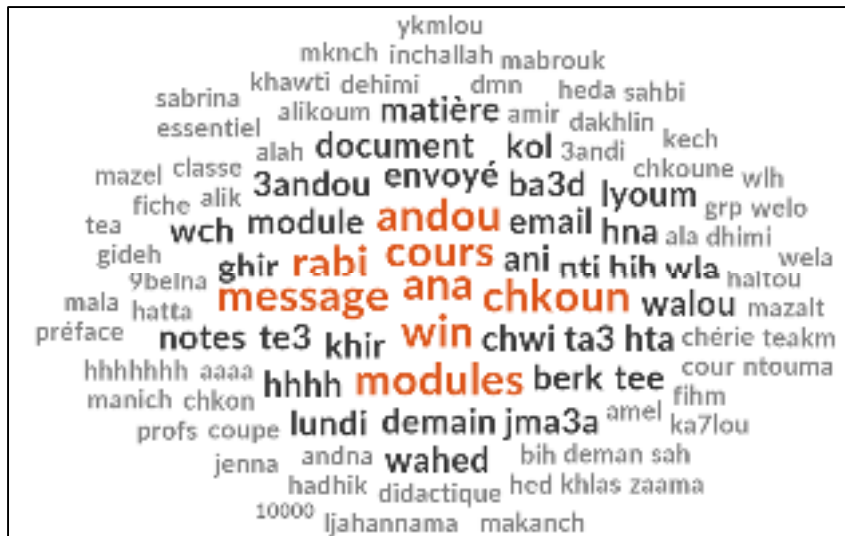 ykmlou
mknch inchallah mabrouk
khawti dehimi dmn heda sahbi
sabrina alikoum matière amir dakhlin
essentiel alah document kol 3andi kech
mazel classe 3andou envoyé ba3d lyoum chkoune wlh
fiche alik module andou email grp welo
tea wch hna ala dhimi
gideh ghir rabi cours ani nti hih wla wela
9belna haltou
mala hatta message ana chkoun walou mazalt
préface notes te3 khir win chwi ta3 hta chérie teakm
hhhhhhh aaaa hhhh modules berk tee cour ntouma
manich chkon fihm
profs coupe lundi demain jma3a amel ka7lou
jenna andna wahed bih deman sah
hadhik didactique hed khlas zaama
10000 ljahannama makanch